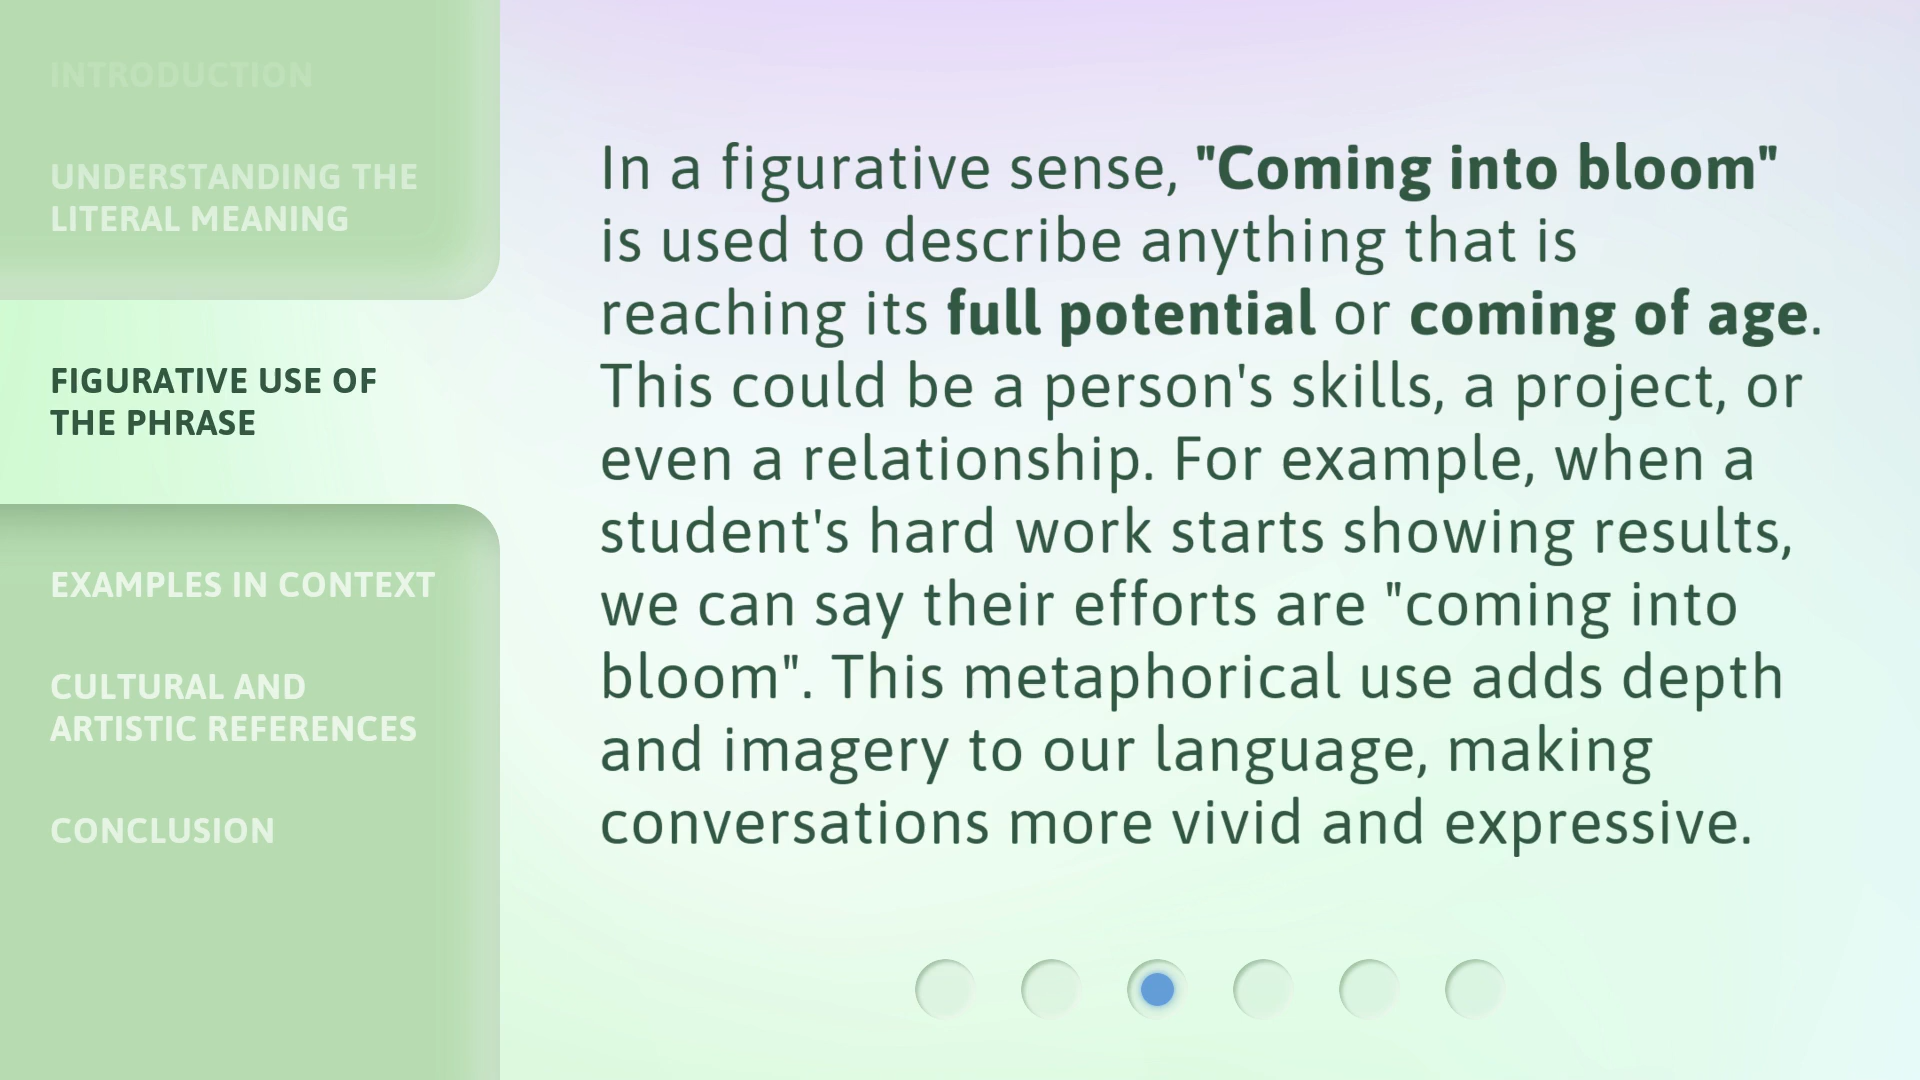 INTRODUCTION
UNDERSTANDING THE
LITERAL MEANING
FIGURATIVE USE OF
THE PHRASE
EXAMPLES IN CONTEXT
CULTURAL AND
ARTISTIC REFERENCES
CONCLUSION
In a figurative sense, "Coming into bloom"
is used to describe anything that is
reaching its full potential or coming of age.
This could be a person's skills, a project, or
even a relationship. For example, when a
student's hard work starts showing results,
we can say their efforts are "coming into
bloom". This metaphorical use adds depth
and imagery to our language, making
conversations more vivid and expressive.